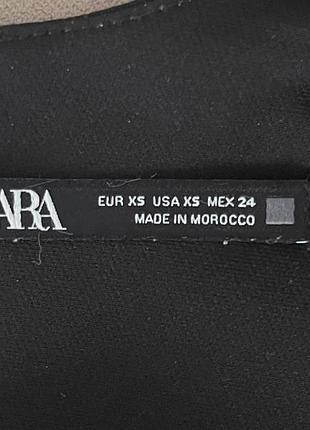 ARA
EUR XS USA XS MEX 24
MADE IN MOROCCO